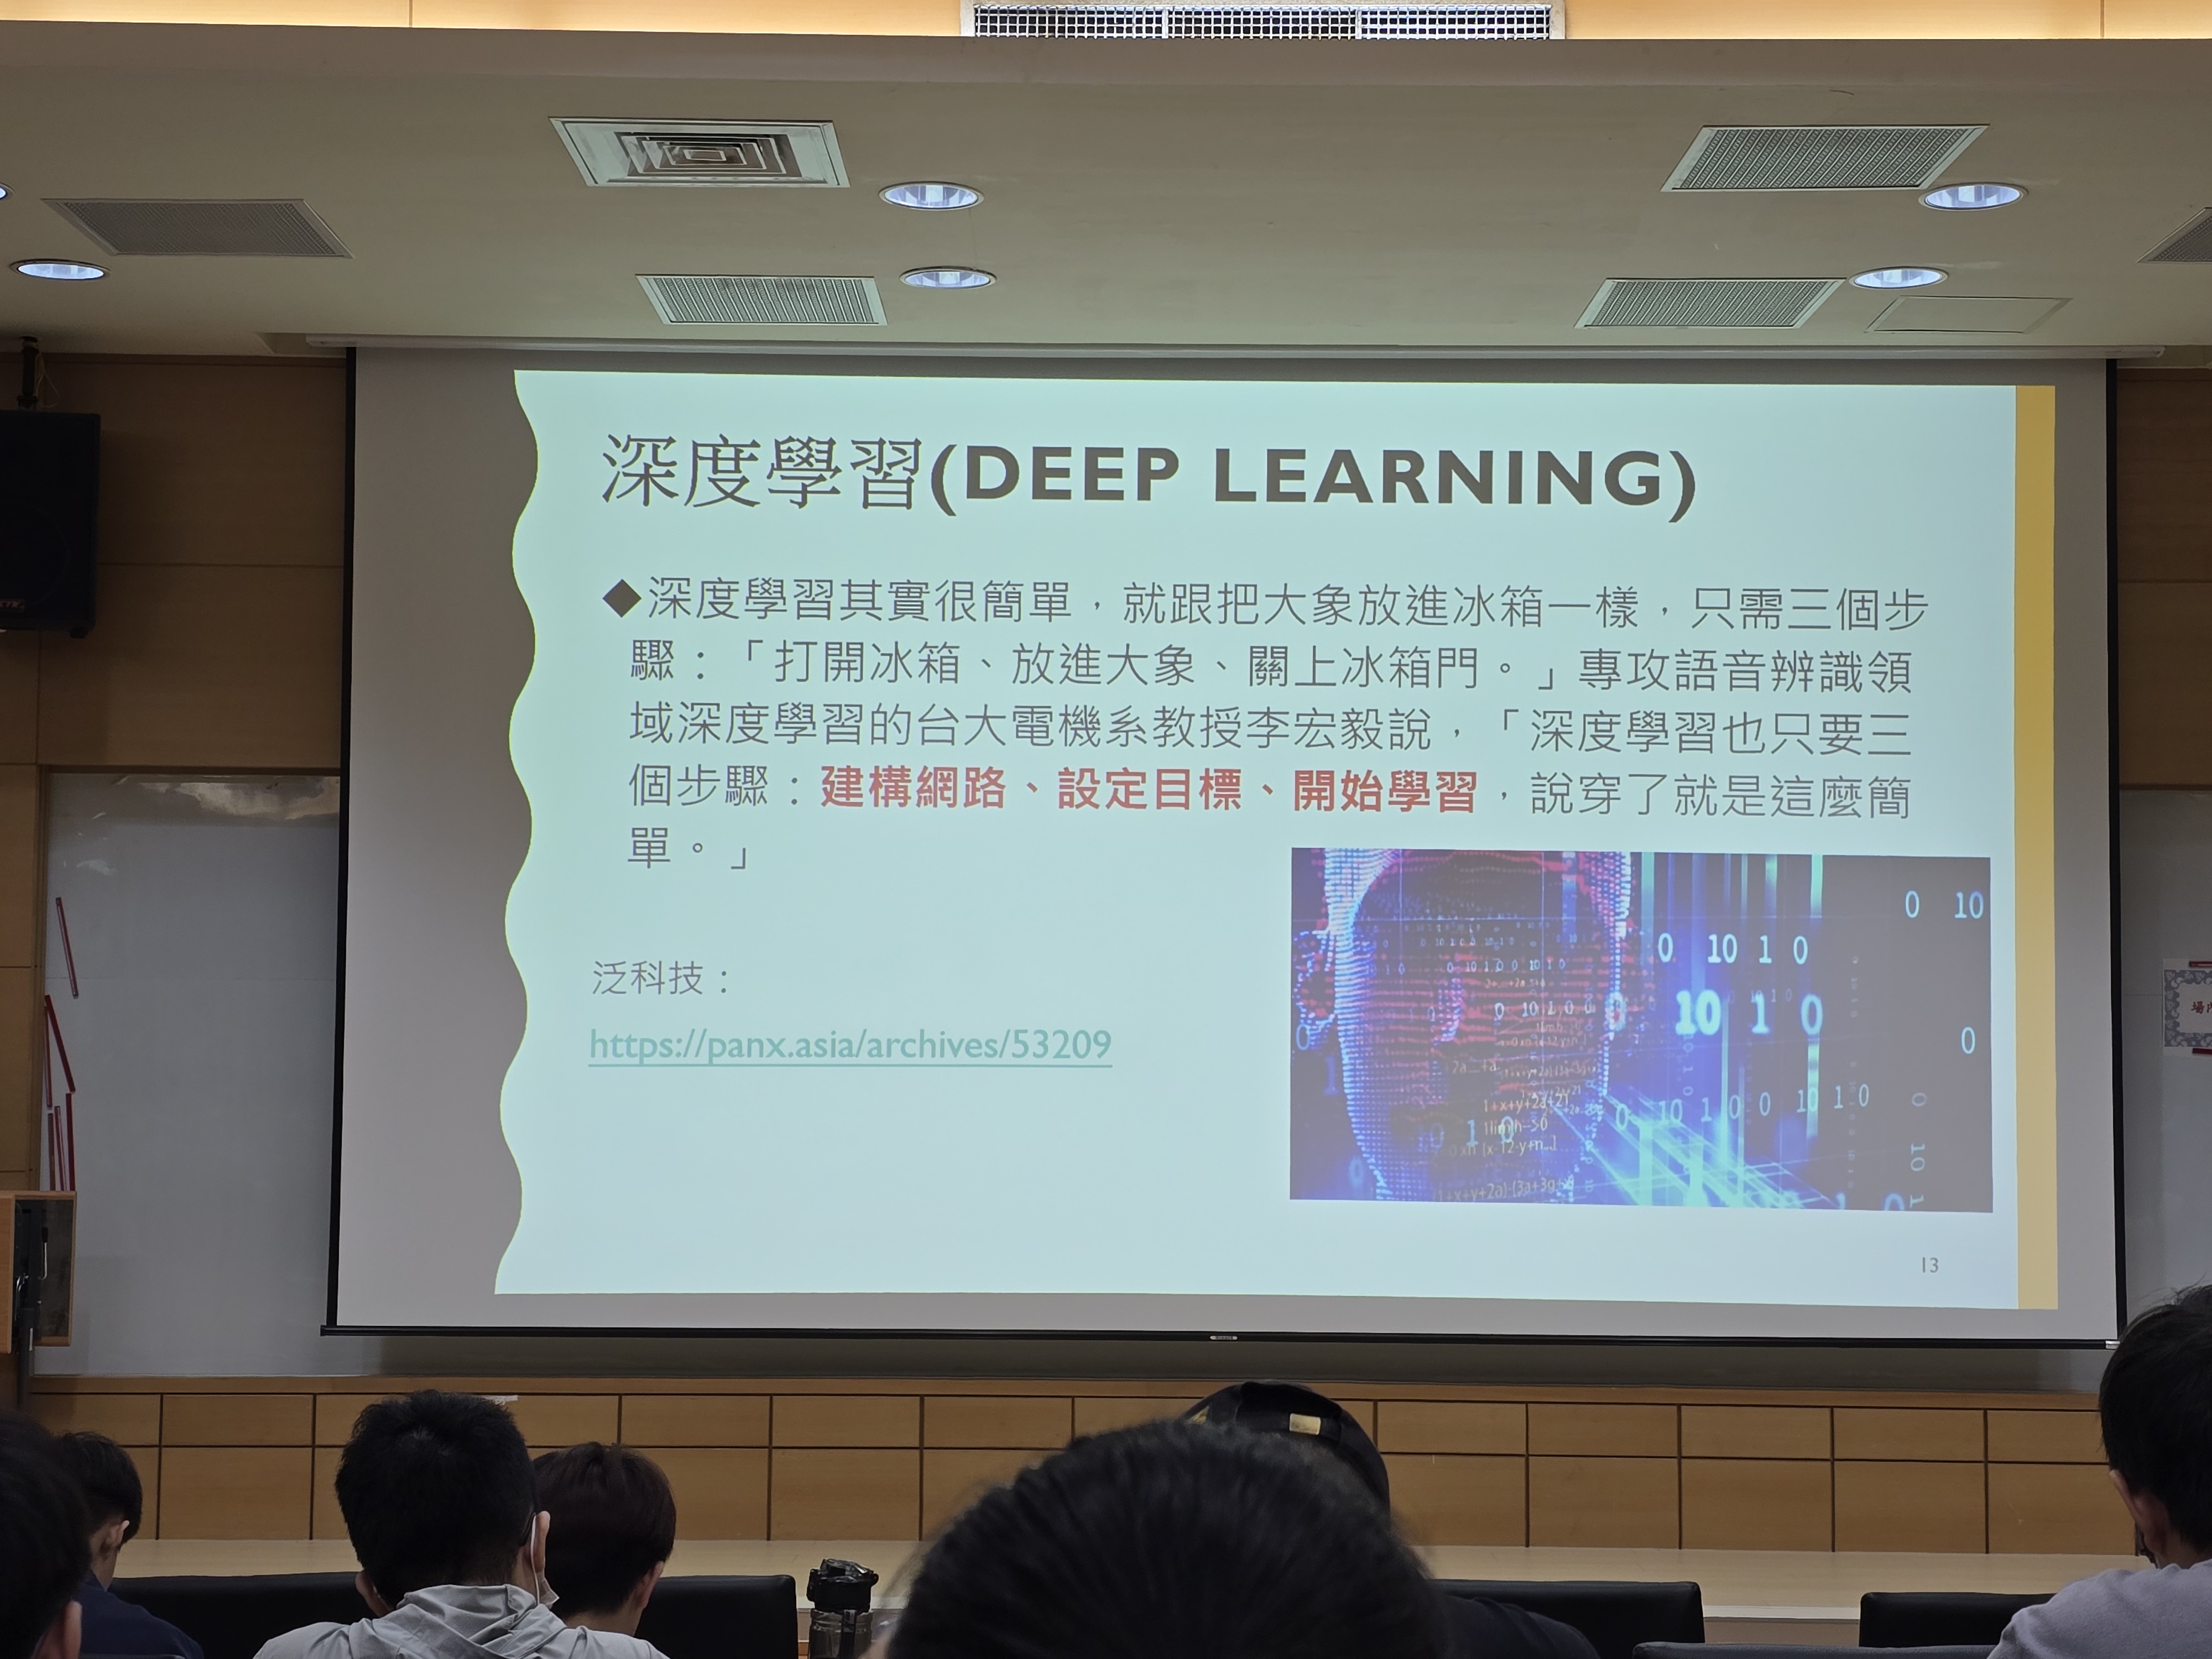 深度學習(DEEP LEARNING)
◆深度學習其實很簡單，就跟把大象放進冰箱一樣，只需三個步
驟：「打開冰箱、放進大象、關上冰箱門。」專攻語音辨識領
域深度學習的台大電機系教授李宏毅說，「深度學習也只要三
個步驟：建構網路、設定目標、開始學習，說穿了就是這麼簡
單。」
泛科技：
https://panx.asia/archives/53209
0 10
0 10 1 0
10 1 0
0
0 10 1 0 0 10 1 0
1+x+y+2a+2]
13